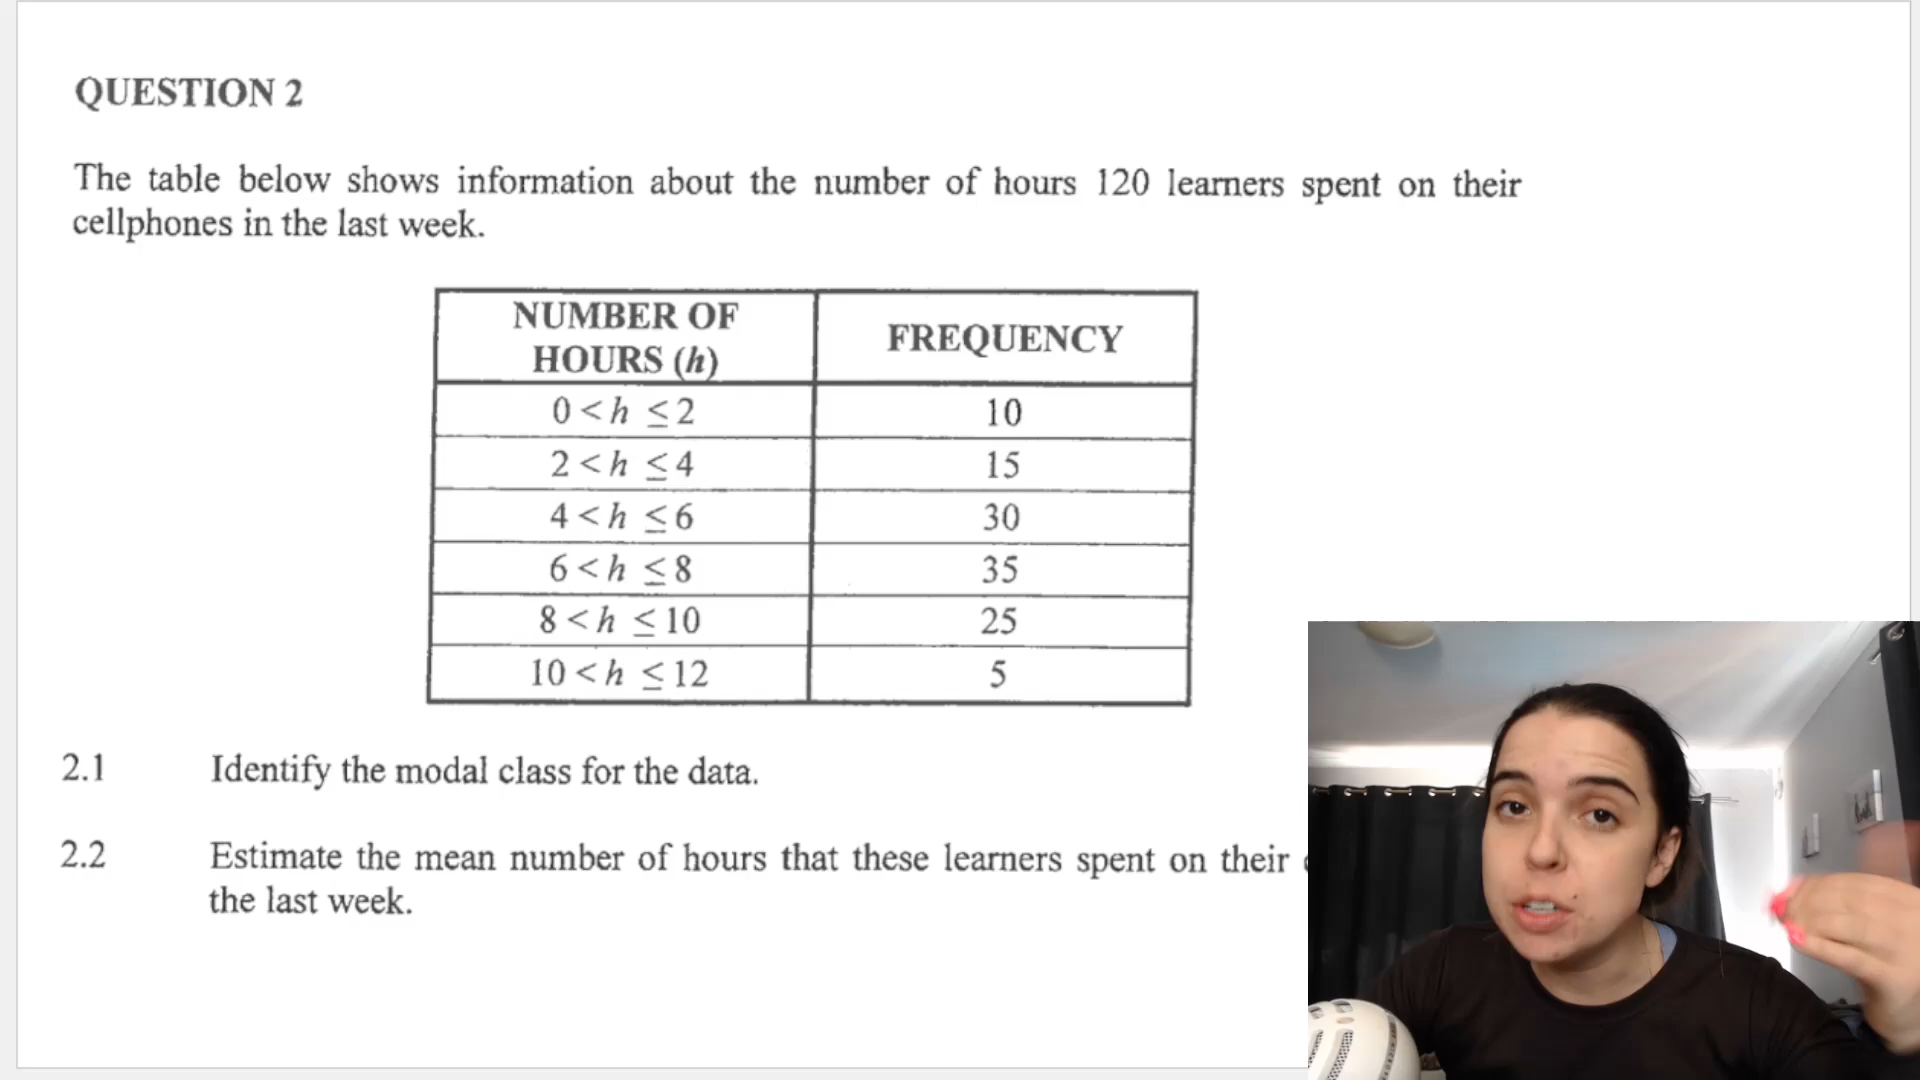 QUESTION 2
The table below shows information about the number of hours 120 learners spent on their
cellphones in the last week.
NUMBER OF
HOURS (h)
FREQUENCY
0 < h ≤ 2
10
2 < h ≤ 4
15
4 < h ≤ 6
30
6 < h ≤ 8
35
8 < h ≤ 10
25
10 < h ≤ 12
5
2.1 Identify the modal class for the data.
2.2 Estimate the mean number of hours that these learners spent on their
the last week.